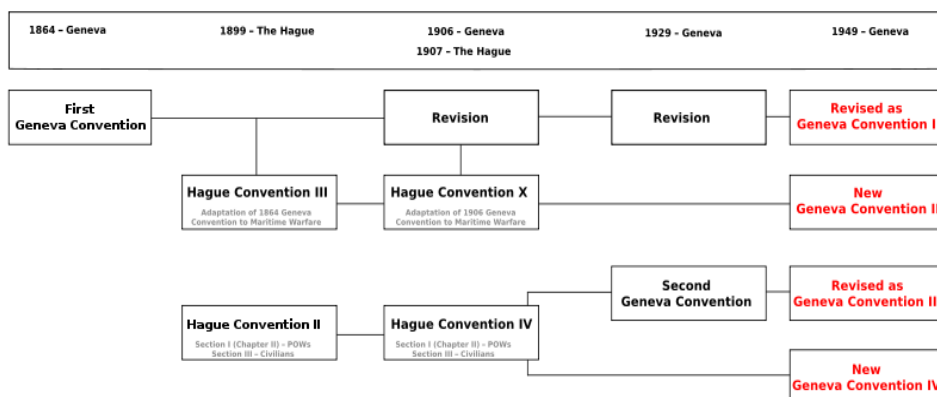 1864 – Geneva
1899 – The Hague
1906 – Geneva
1907 – The Hague
1929 – Geneva
1949 – Geneva
First
Geneva Convention
Revision
Revision
Revised as
Geneva Convention I
Hague Convention III
Adaptation of 1864 Geneva
Convention to Maritime Warfare
Hague Convention X
Adaptation of 1906 Geneva
Convention to Maritime Warfare
New
Geneva Convention II
Second
Geneva Convention
Revised as
Geneva Convention II
Hague Convention II
Section I (Chapter II) – POWs
Section III – Civilians
Hague Convention IV
Section I (Chapter II) – POWs
Section III – Civilians
New
Geneva Convention IV